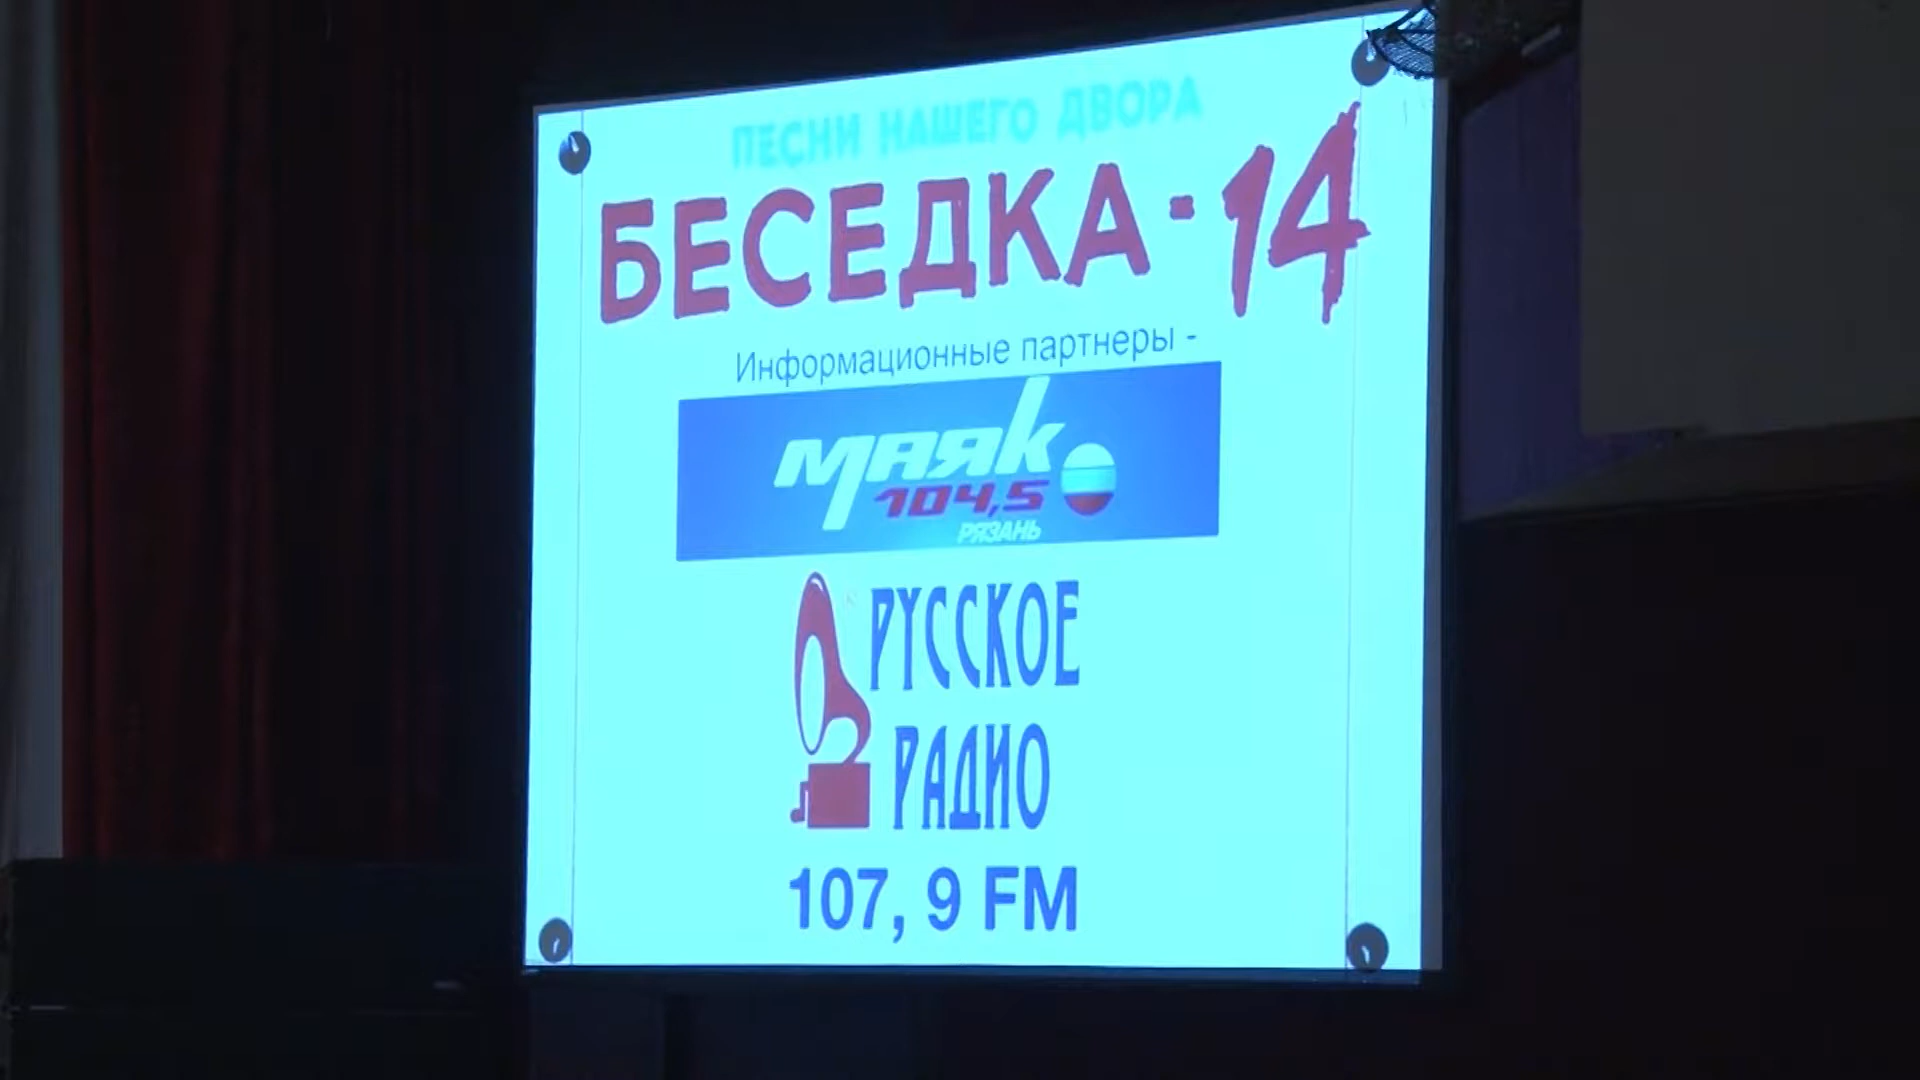 ПЕСНИ НАШЕГО ДВОРА
БЕСЕДКА-14
Информационные партнеры -
маяк
104,5
РЯЗАНЬ
РУССКОЕ
РАДИО
107, 9 FM